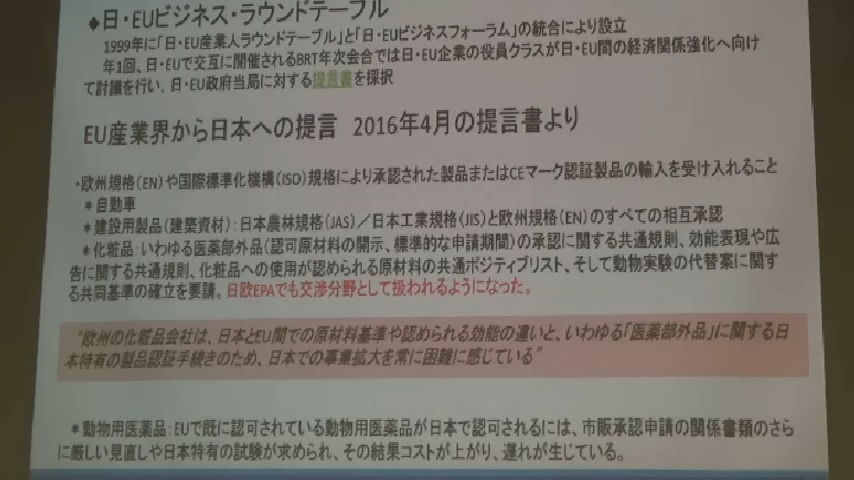 ◆日・EUビジネス・ラウンドテーブル
1999年に「日・EU産業人ラウンドテーブル」と「日・EUビジネスフォーラム」の統合により設立
年1回、日・EUで交互に開催されるBRT年次会合では日・EU企業の役員クラスが日・EU間の経済関係強化へ向け
て討議を行い、日・EU政府当局に対する提言書を採択
EU産業界から日本への提言 2016年4月の提言書より
・欧州規格(EN)や国際標準化機構(ISO)規格により承認された製品またはCEマーク認証製品の輸入を受け入れること
＊自動車
＊建設用製品(建築資材):日本農林規格(JAS)／日本工業規格(JIS)と欧州規格(EN)のすべての相互承認
＊化粧品:いわゆる医薬部外品(認可原材料の開示、標準的な申請期間)の承認に関する共通規則、効能表現や広
告に関する共通規則、化粧品への使用が認められる原材料の共通ポジティブリスト、そして動物実験の代替案に関す
る共同基準の確立を要請。日欧EPAでも交渉分野として扱われるようになった。
“欧州の化粧品会社は、日本とEU間での原材料基準や認められる効能の違いと、いわゆる「医薬部外品」に関する日
本特有の製品認証手続きのため、日本での事業拡大を常に困難に感じている”
＊動物用医薬品:EUで既に認可されている動物用医薬品が日本で認可されるには、市販承認申請の関係書類のさら
に厳しい見直しや日本特有の試験が求められ、その結果コストが上がり、遅れが生じている。